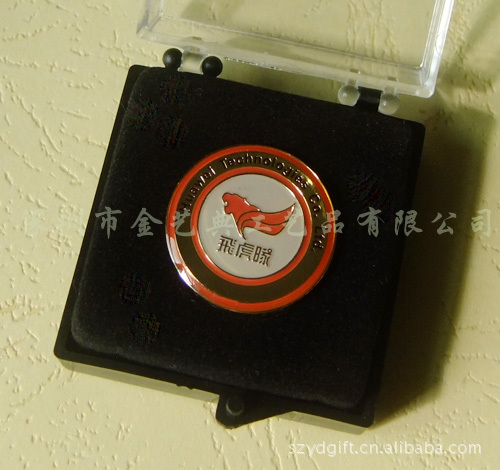 Technologies Co., Ltd.
市金艺典工艺品有限公司
飛虎隊
szydgift.cn.alibaba.com